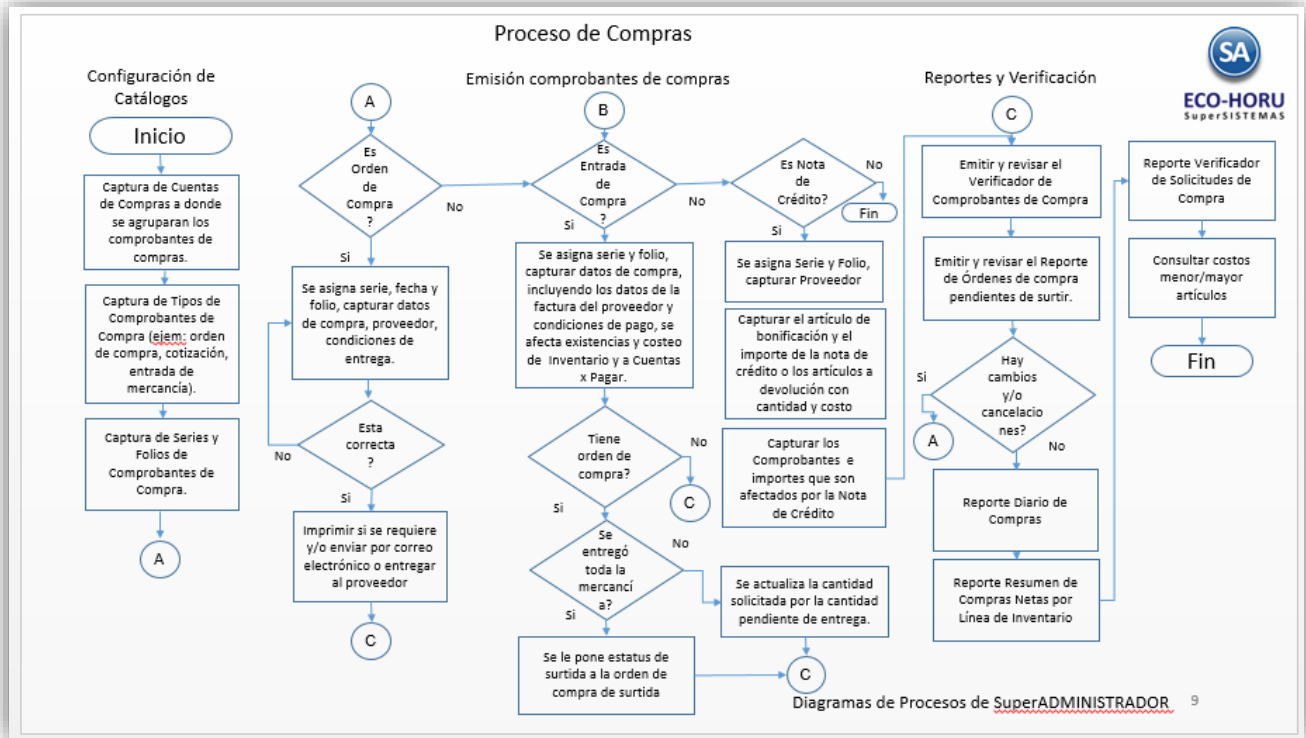 Proceso de Compras
SA
ECO-HORU
SuperSISTEMAS
Configuración de
Catálogos
Inicio
Captura de Cuentas
de Compras a donde
se agruparan los
comprobantes de
compras.
Captura de Tipos de
Comprobantes de
Compra (ejem: orden
de compra, cotización,
entrada de
mercancía).
Captura de Series y
Folios de
Comprobantes de
Compra.
A
Emisión comprobantes de compras
A
Es
Orden
de
Compra
?
No
Si
Se asigna serie, fecha y
folio, capturar datos
de compra, proveedor,
condiciones de
entrega.
Esta
correcta
?
No
Si
Imprimir si se requiere
y/o enviar por correo
electrónico o entregar
al proveedor
C
B
Es
Entrada
de
Compra
?
No
Si
Se asigna serie y folio,
capturar datos de compra,
incluyendo los datos de la
factura del proveedor y
condiciones de pago, se
afecta existencias y costeo
de Inventario y a Cuentas
x Pagar.
Tiene
orden de
compra?
No
C
Si
Se
entregó
toda la
mercancí
a?
No
Si
Se le pone estatus de
surtida a la orden de
compra de surtida
Se actualiza la cantidad
solicitada por la cantidad
pendiente de entrega.
C
Es Nota
de
Crédito?
No
Fin
Si
Se asigna Serie y Folio,
capturar Proveedor
Capturar el artículo de
bonificación y el
importe de la nota de
crédito o los artículos a
devolución con
cantidad y costo
Capturar los
Comprobantes e
importes que son
afectados por la Nota
de Crédito
Reportes y Verificación
C
Emitir y revisar el
Verificador de
Comprobantes de Compra
Emitir y revisar el Reporte
de Órdenes de compra
pendientes de surtir.
Hay
cambios
y/o
cancelacio
nes?
Si
A
No
Reporte Diario de
Compras
Reporte Resumen de
Compras Netas por
Línea de Inventario
Reporte Verificador
de Solicitudes de
Compra
Consultar costos
menor/mayor
artículos
Fin
Diagramas de Procesos de SuperADMINISTRADOR
9